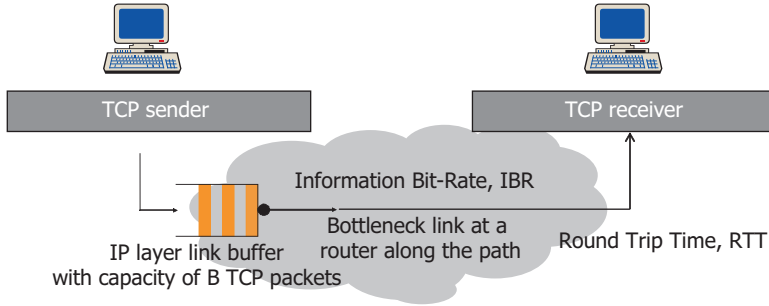 TCP sender
TCP receiver
Information Bit-Rate, IBR
Bottleneck link at a
router along the path
Round Trip Time, RTT
IP layer link buffer
with capacity of B TCP packets